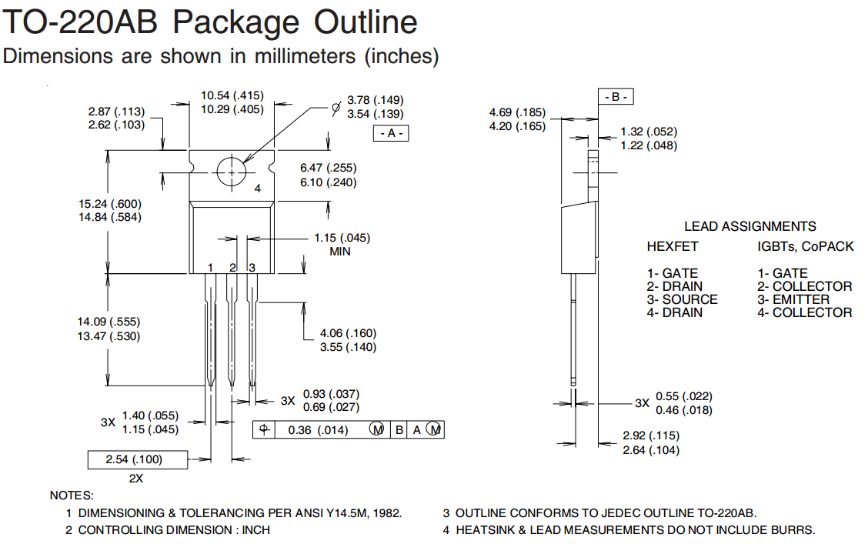 TO-220AB Package Outline
Dimensions are shown in millimeters (inches)
10.54 (.415)
10.29 (.405)
2.87 (.113)
2.62 (.103)
3.78 (.149)
3.54 (.139)
- A -
6.47 (.255)
6.10 (.240)
4
15.24 (.600)
14.84 (.584)
1.15 (.045)
MIN
1 2 3
14.09 (.555)
13.47 (.530)
4.06 (.160)
3.55 (.140)
3X 0.93 (.037)
0.69 (.027)
3X 1.40 (.055)
1.15 (.045)
⌖ 0.36 (.014) Ⓜ B A Ⓜ
2.54 (.100)
2X
- B -
4.69 (.185)
4.20 (.165)
1.32 (.052)
1.22 (.048)
3X 0.55 (.022)
0.46 (.018)
2.92 (.115)
2.64 (.104)
LEAD ASSIGNMENTS
HEXFET
1- GATE
2- DRAIN
3- SOURCE
4- DRAIN
IGBTs, CoPACK
1- GATE
2- COLLECTOR
3- EMITTER
4- COLLECTOR
NOTES:
1 DIMENSIONING & TOLERANCING PER ANSI Y14.5M, 1982.
2 CONTROLLING DIMENSION : INCH
3 OUTLINE CONFORMS TO JEDEC OUTLINE TO-220AB.
4 HEATSINK & LEAD MEASUREMENTS DO NOT INCLUDE BURRS.